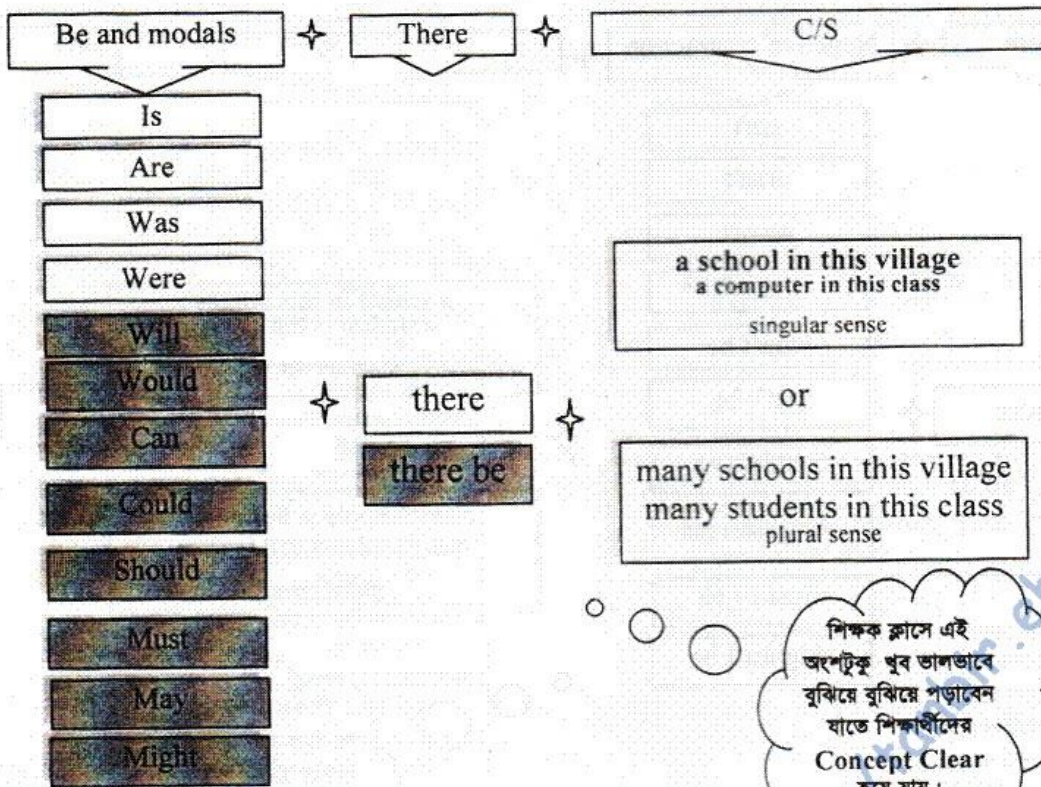 Be and modals
There
C/S
Is
Are
Was
Were
Will
Would
Can
Could
Should
Must
May
Might
there
there be
a school in this village
a computer in this class
singular sense
or
many schools in this village
many students in this class
plural sense
শিক্ষক ক্লাসে এই
অংশটুকু খুব ভালভাবে
বুঝিয়ে বুঝিয়ে পড়াবেন
যাতে শিক্ষার্থীদের
Concept Clear